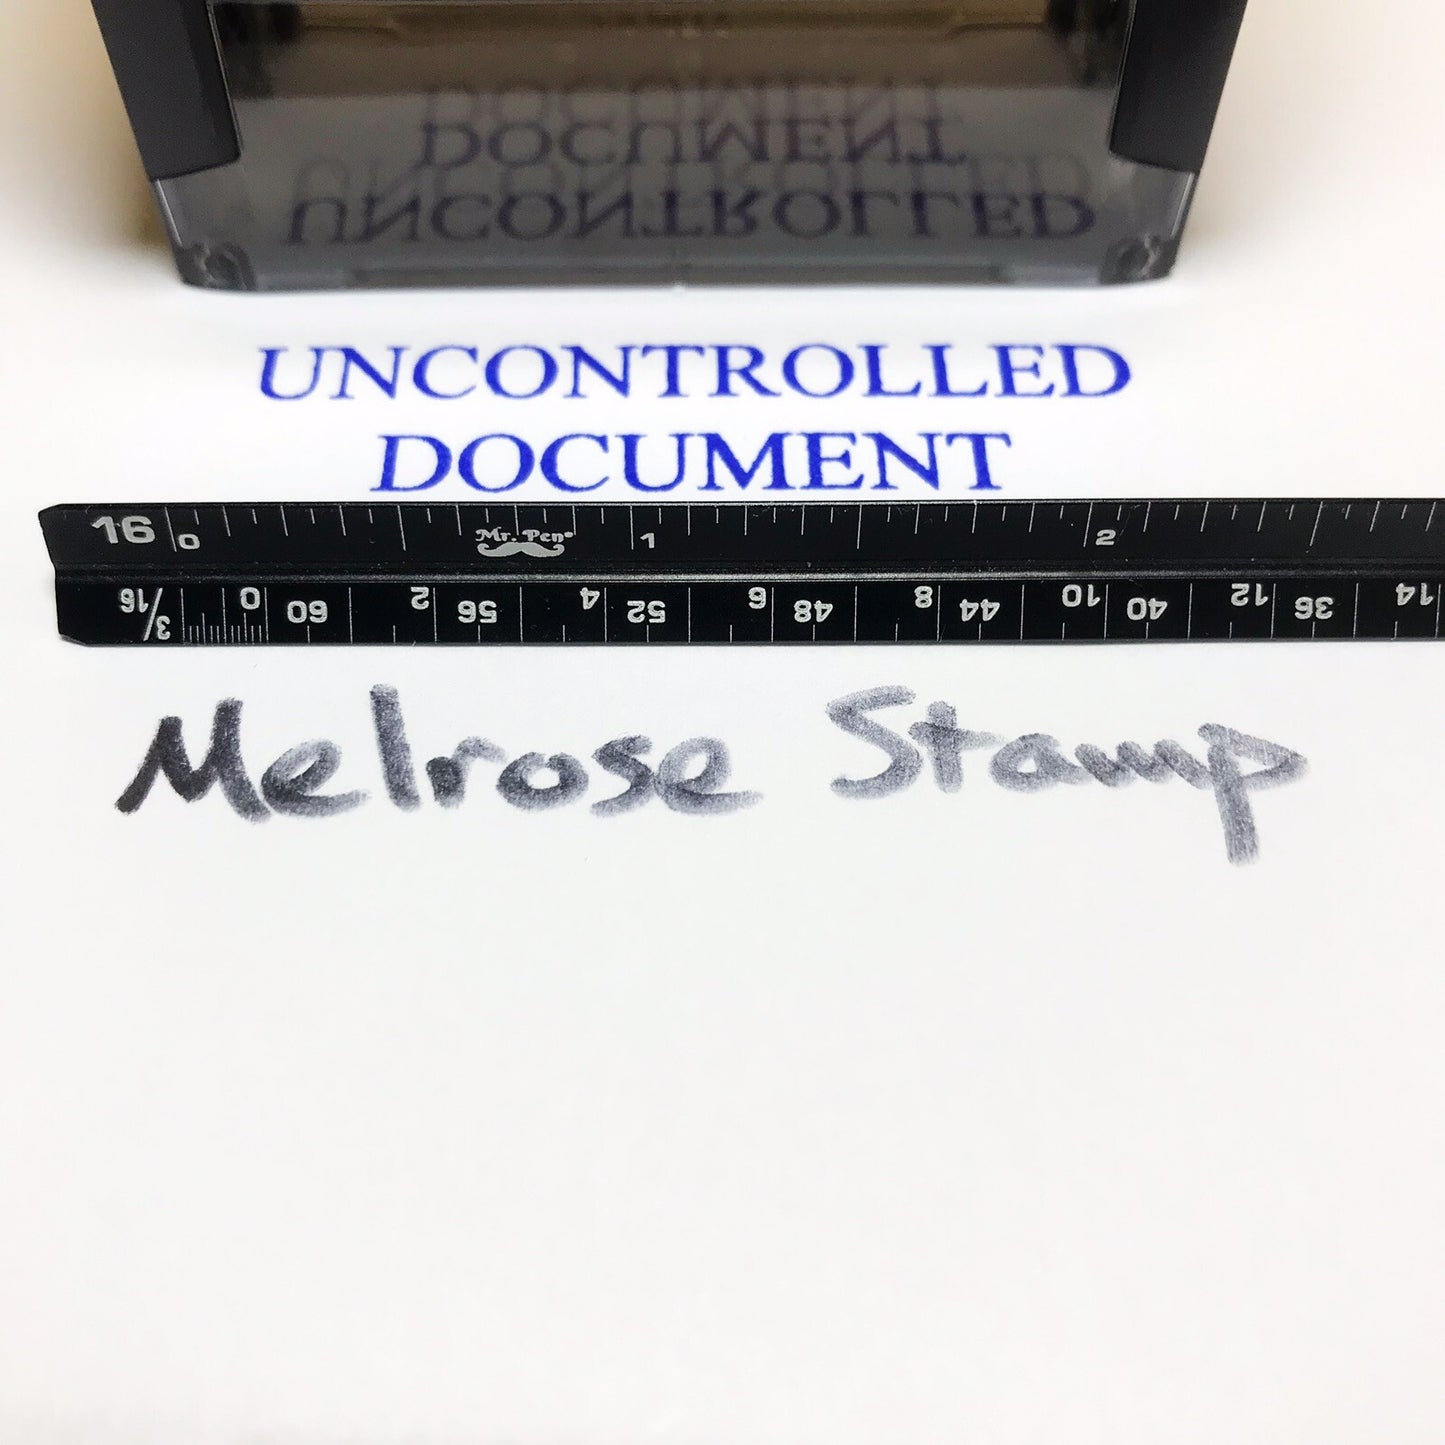 DOCUMENT
UNCONTROLLED
UNCONTROLLED
DOCUMENT
16 0 Mr. Pen 1 2
3/16 0 60 2 56 4 52 6 48 8 44 10 40 12 36 14
Melrose Stamp